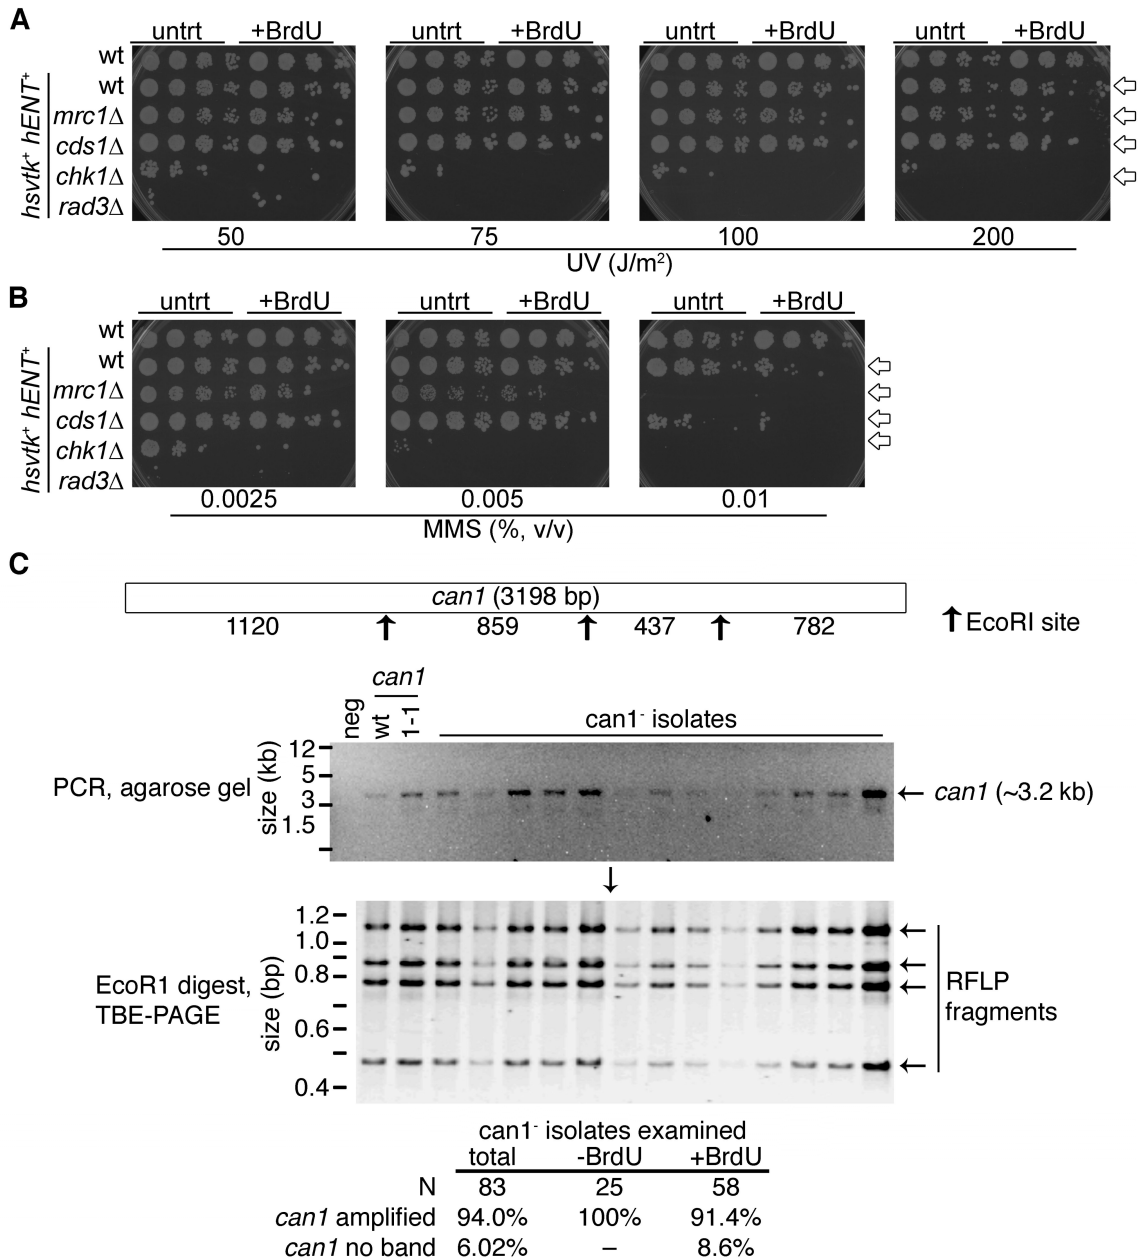 A
untrt +BrdU untrt +BrdU untrt +BrdU untrt +BrdU
wt
wt
mrc1Δ
cds1Δ
chk1Δ
rad3Δ
hsvtk⁺ hENT⁺
50 75 100 200
UV (J/m²)
B
untrt +BrdU untrt +BrdU untrt +BrdU
wt
wt
mrc1Δ
cds1Δ
chk1Δ
rad3Δ
hsvtk⁺ hENT⁺
0.0025 0.005 0.01
MMS (%, v/v)
C
can1 (3198 bp)
1120 859 437 782
EcoRI site
can1
neg wt 1-1 can1⁻ isolates
PCR, agarose gel
size (kb)
12
5
3
1.5
can1 (~3.2 kb)
EcoR1 digest,
TBE-PAGE
size (bp)
1.2
1.0
0.8
0.6
0.4
RFLP
fragments
can1⁻ isolates examined
total -BrdU +BrdU
N 83 25 58
can1 amplified 94.0% 100% 91.4%
can1 no band 6.02% – 8.6%